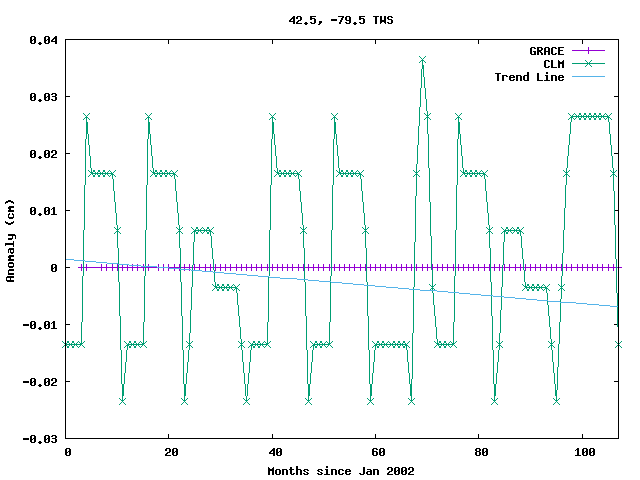 42.5, -79.5 TWS
GRACE
CLM
Trend Line
0.04
0.03
0.02
0.01
0
-0.01
-0.02
-0.03
Anomaly (cm)
0 20 40 60 80 100
Months since Jan 2002